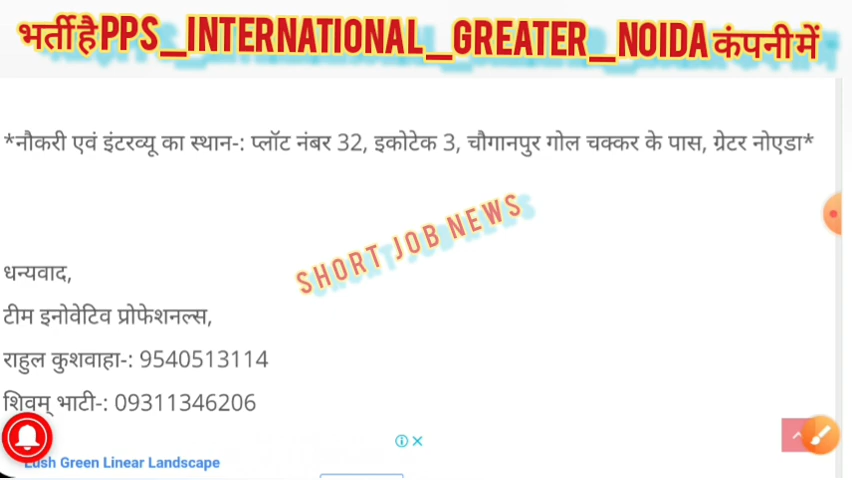 भर्ती है PPS_INTERNATIONAL_GREATER_NOIDA कंपनी में
*नौकरी एवं इंटरव्यू का स्थान-: प्लॉट नंबर 32, इकोटेक 3, चौगानपुर गोल चक्कर के पास, ग्रेटर नोएडा*
SHORT JOB NEWS
धन्यवाद,
टीम इनोवेटिव प्रोफेशनल्स,
राहुल कुशवाहा-: 9540513114
शिवम् भाटी-: 09311346206
Lush Green Linear Landscape